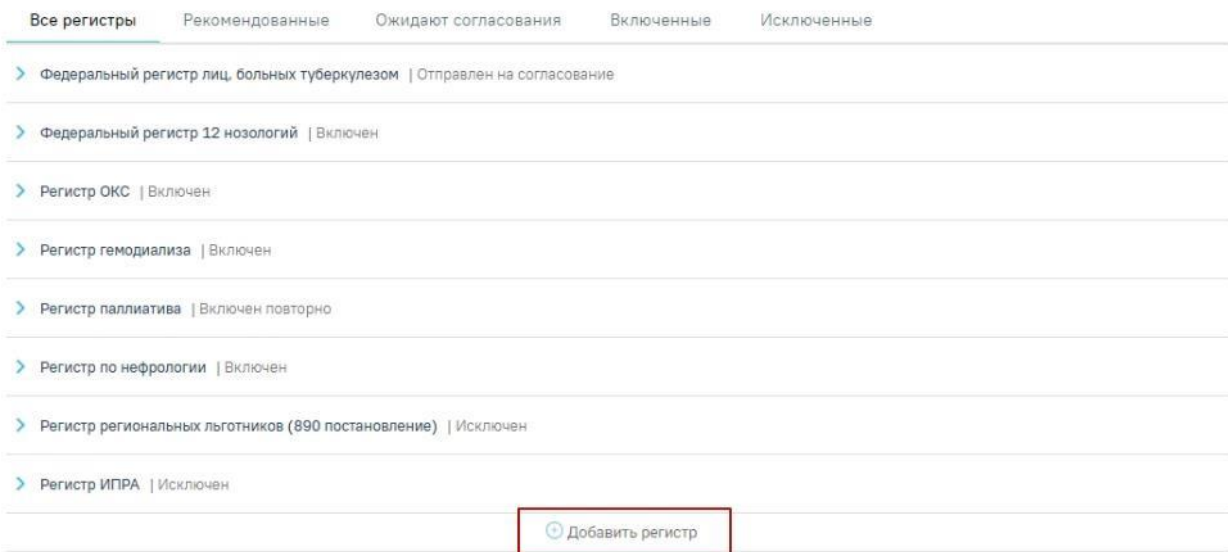 Все регистры Рекомендованные Ожидают согласования Включенные Исключенные
Федеральный регистр лиц, больных туберкулезом | Отправлен на согласование
Федеральный регистр 12 нозологий | Включен
Регистр ОКС | Включен
Регистр гемодиализа | Включен
Регистр паллиатива | Включен повторно
Регистр по нефрологии | Включен
Регистр региональных льготников (890 постановление) | Исключен
Регистр ИПРА | Исключен
Добавить регистр